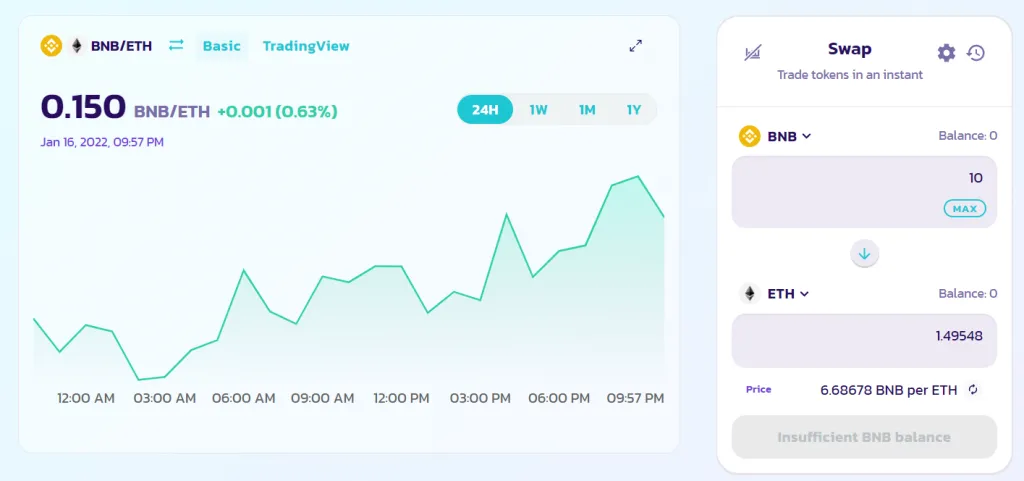 BNB/ETH Basic TradingView
0.150 BNB/ETH +0.001 (0.63%)
24H 1W 1M 1Y
Jan 16, 2022, 09:57 PM
12:00 AM 03:00 AM 06:00 AM 09:00 AM 12:00 PM 03:00 PM 06:00 PM 09:57 PM
Swap
Trade tokens in an instant
BNB Balance: 0
10
MAX
ETH Balance: 0
1.49548
Price 6.68678 BNB per ETH
Insufficient BNB balance